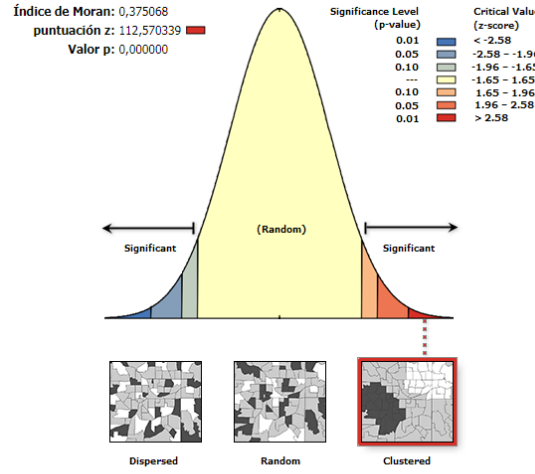 Índice de Moran: 0,375068
puntuación z: 112,570339
Valor p: 0,000000
Significance Level
(p-value)
Critical Value
(z-score)
0.01 < -2.58
0.05 -2.58 – -1.96
0.10 -1.96 – -1.65
--- -1.65 – 1.65
0.10 1.65 – 1.96
0.05 1.96 – 2.58
0.01 > 2.58
(Random)
Significant
Significant
Dispersed
Random
Clustered